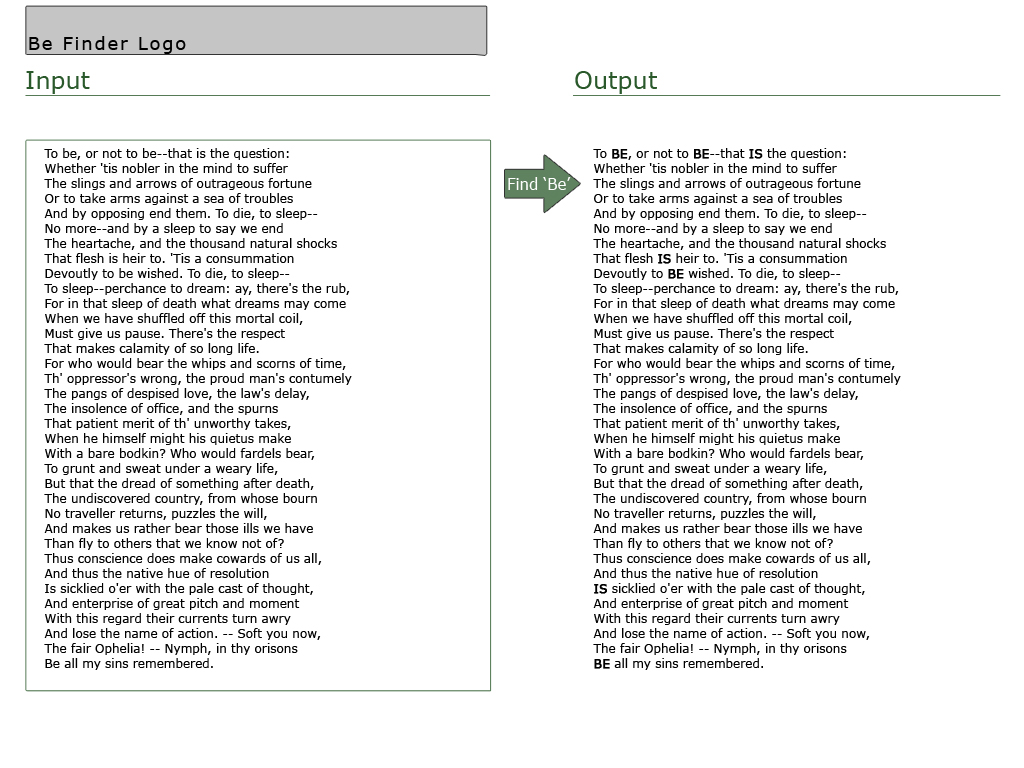 Be Finder Logo
Input
To be, or not to be--that is the question:
Whether 'tis nobler in the mind to suffer
The slings and arrows of outrageous fortune
Or to take arms against a sea of troubles
And by opposing end them. To die, to sleep--
No more--and by a sleep to say we end
The heartache, and the thousand natural shocks
That flesh is heir to. 'Tis a consummation
Devoutly to be wished. To die, to sleep--
To sleep--perchance to dream: ay, there's the rub,
For in that sleep of death what dreams may come
When we have shuffled off this mortal coil,
Must give us pause. There's the respect
That makes calamity of so long life.
For who would bear the whips and scorns of time,
Th' oppressor's wrong, the proud man's contumely
The pangs of despised love, the law's delay,
The insolence of office, and the spurns
That patient merit of th' unworthy takes,
When he himself might his quietus make
With a bare bodkin? Who would fardels bear,
To grunt and sweat under a weary life,
But that the dread of something after death,
The undiscovered country, from whose bourn
No traveller returns, puzzles the will,
And makes us rather bear those ills we have
Than fly to others that we know not of?
Thus conscience does make cowards of us all,
And thus the native hue of resolution
Is sicklied o'er with the pale cast of thought,
And enterprise of great pitch and moment
With this regard their currents turn awry
And lose the name of action. -- Soft you now,
The fair Ophelia! -- Nymph, in thy orisons
Be all my sins remembered.
Find ‘Be’
Output
To BE, or not to BE--that IS the question:
Whether 'tis nobler in the mind to suffer
The slings and arrows of outrageous fortune
Or to take arms against a sea of troubles
And by opposing end them. To die, to sleep--
No more--and by a sleep to say we end
The heartache, and the thousand natural shocks
That flesh IS heir to. 'Tis a consummation
Devoutly to BE wished. To die, to sleep--
To sleep--perchance to dream: ay, there's the rub,
For in that sleep of death what dreams may come
When we have shuffled off this mortal coil,
Must give us pause. There's the respect
That makes calamity of so long life.
For who would bear the whips and scorns of time,
Th' oppressor's wrong, the proud man's contumely
The pangs of despised love, the law's delay,
The insolence of office, and the spurns
That patient merit of th' unworthy takes,
When he himself might his quietus make
With a bare bodkin? Who would fardels bear,
To grunt and sweat under a weary life,
But that the dread of something after death,
The undiscovered country, from whose bourn
No traveller returns, puzzles the will,
And makes us rather bear those ills we have
Than fly to others that we know not of?
Thus conscience does make cowards of us all,
And thus the native hue of resolution
IS sicklied o'er with the pale cast of thought,
And enterprise of great pitch and moment
With this regard their currents turn awry
And lose the name of action. -- Soft you now,
The fair Ophelia! -- Nymph, in thy orisons
BE all my sins remembered.